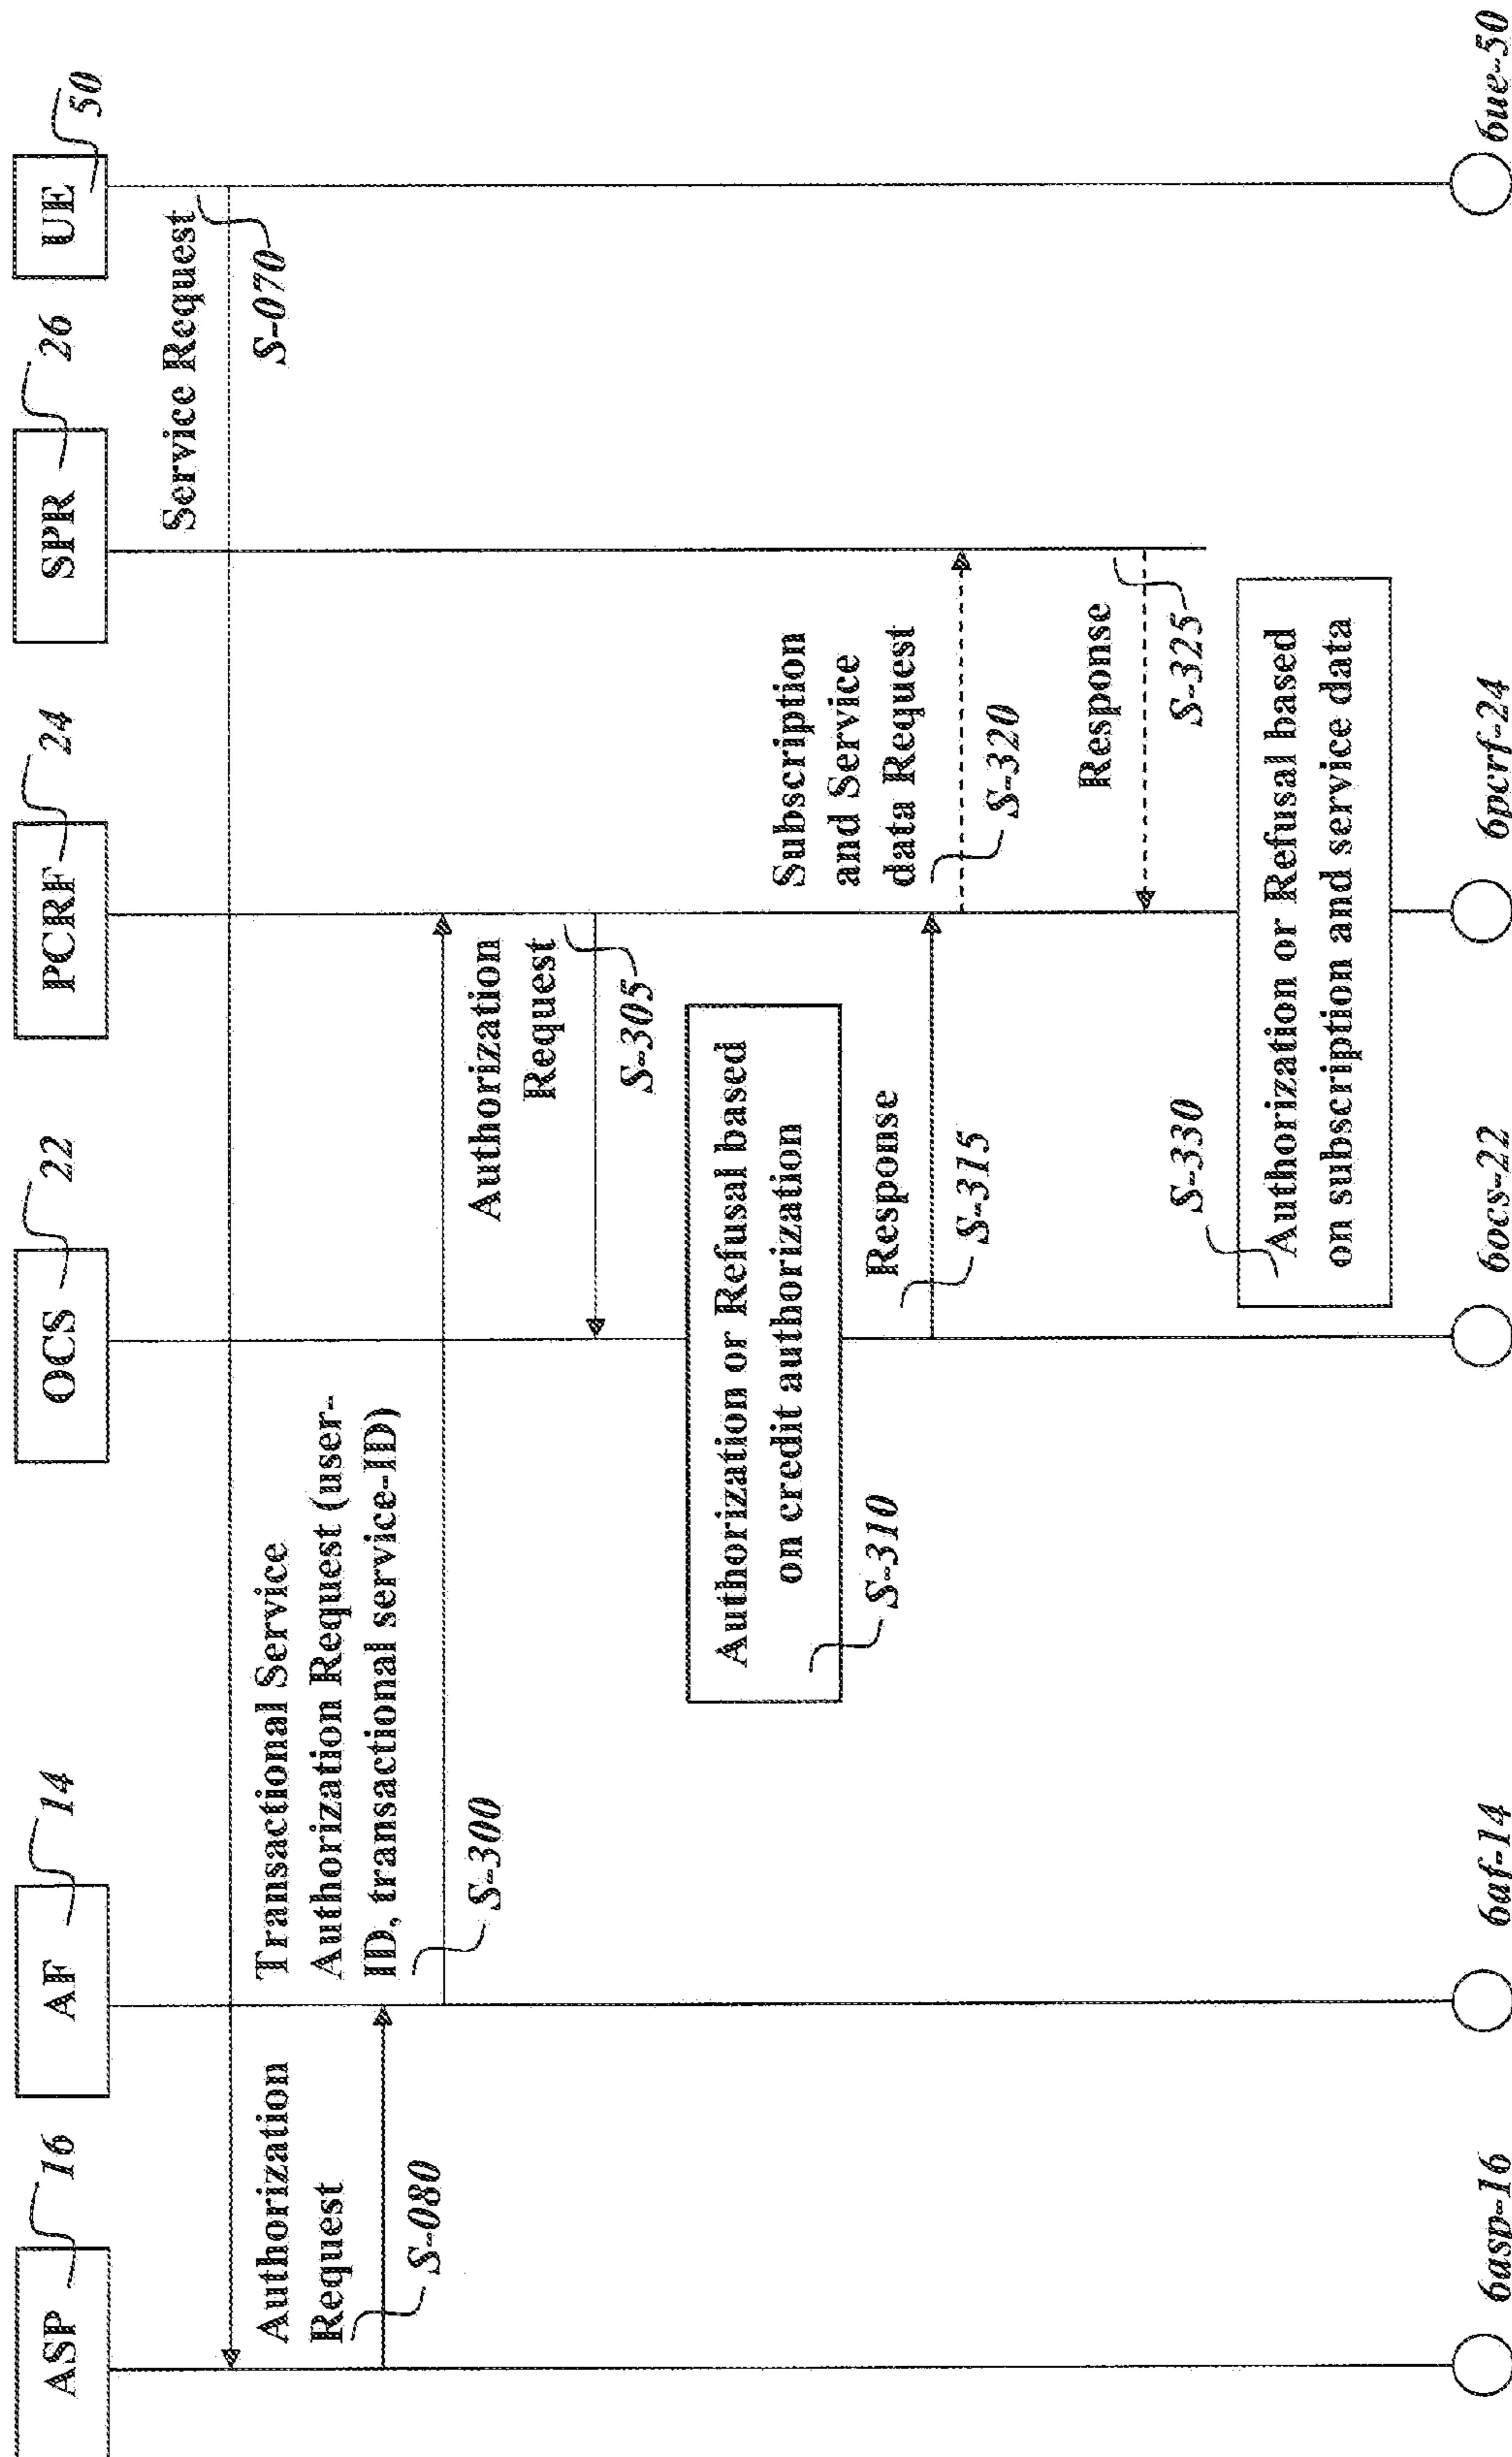 ASP
16
AF
14
OCS
22
PCRF
24
SPR
26
UE
50
Service Request
S-070
Authorization
Request
S-080
Transactional Service
Authorization Request (user-
ID, transactional service-ID)
S-300
Authorization
Request
S-305
Authorization or Refusal based
on credit authorization
S-310
Response
S-315
Subscription
and Service
data Request
S-320
Response
S-325
S-330
Authorization or Refusal based
on subscription and service data
6asp-16
6af-14
6ocs-22
6pcrf-24
6ue-50